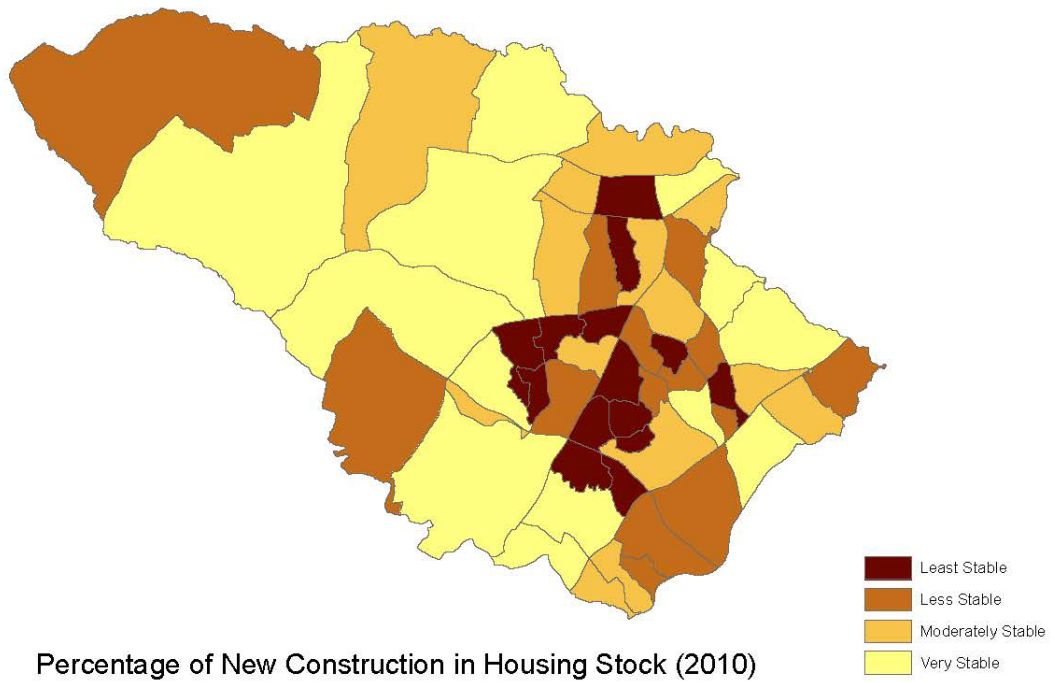 Least Stable
Less Stable
Moderately Stable
Very Stable
Percentage of New Construction in Housing Stock (2010)